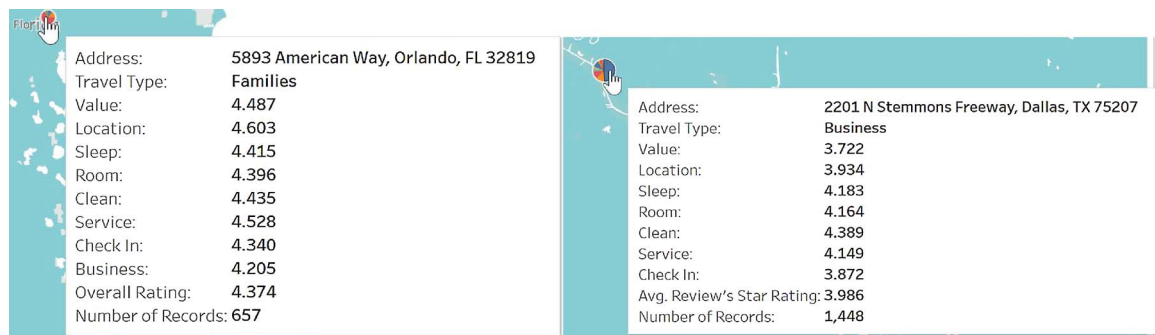 Address: 5893 American Way, Orlando, FL 32819
Travel Type: Families
Value: 4.487
Location: 4.603
Sleep: 4.415
Room: 4.396
Clean: 4.435
Service: 4.528
Check In: 4.340
Business: 4.205
Overall Rating: 4.374
Number of Records: 657
Address: 2201 N Stemmons Freeway, Dallas, TX 75207
Travel Type: Business
Value: 3.722
Location: 3.934
Sleep: 4.183
Room: 4.164
Clean: 4.389
Service: 4.149
Check In: 3.872
Avg. Review's Star Rating: 3.986
Number of Records: 1,448